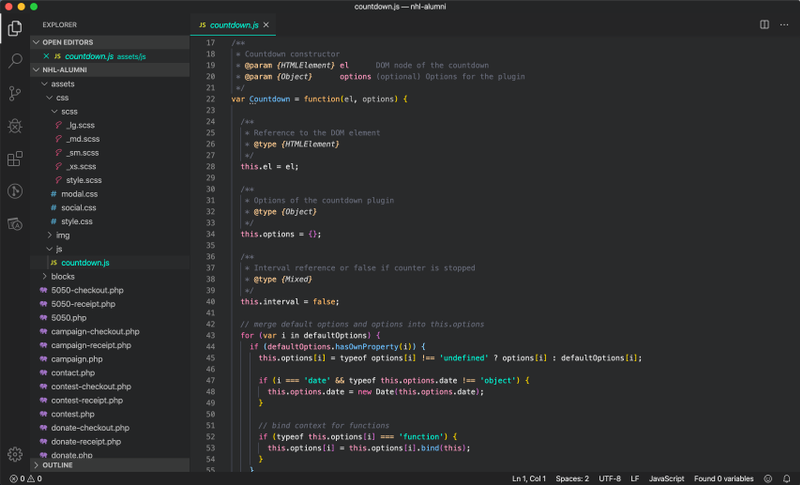 countdown.js — nhl-alumni
EXPLORER
OPEN EDITORS
JS countdown.js assets/js
NHL-ALUMNI
assets
css
scss
_lg.scss
_md.scss
_sm.scss
_xs.scss
style.scss
# modal.css
# social.css
# style.css
img
js
JS countdown.js
blocks
5050-checkout.php
5050-receipt.php
5050.php
campaign-checkout.php
campaign-receipt.php
campaign.php
contact.php
contest-checkout.php
contest-receipt.php
contest.php
donate-checkout.php
donate-receipt.php
donate.php
OUTLINE
JS countdown.js
17 /**
18 * Countdown constructor
19 * @param {HTMLElement} el DOM node of the countdown
20 * @param {Object} options (optional) Options for the plugin
21 */
22 var Countdown = function(el, options) {
23
24 /**
25 * Reference to the DOM element
26 * @type {HTMLElement}
27 */
28 this.el = el;
29
30 /**
31 * Options of the countdown plugin
32 * @type {Object}
33 */
34 this.options = {};
35
36 /**
37 * Interval reference or false if counter is stopped
38 * @type {Mixed}
39 */
40 this.interval = false;
41
42 // merge default options and options into this.options
43 for (var i in defaultOptions) {
44 if (defaultOptions.hasOwnProperty(i)) {
45 this.options[i] = typeof options[i] !== 'undefined' ? options[i] : defaultOptions[i];
46
47 if (i === 'date' && typeof this.options.date !== 'object') {
48 this.options.date = new Date(this.options.date);
49 }
50
51 // bind context for functions
52 if (typeof this.options[i] === 'function') {
53 this.options[i] = this.options[i].bind(this);
54 }
55 }
0 0
Ln 1, Col 1
Spaces: 2
UTF-8
LF
JavaScript
Found 0 variables